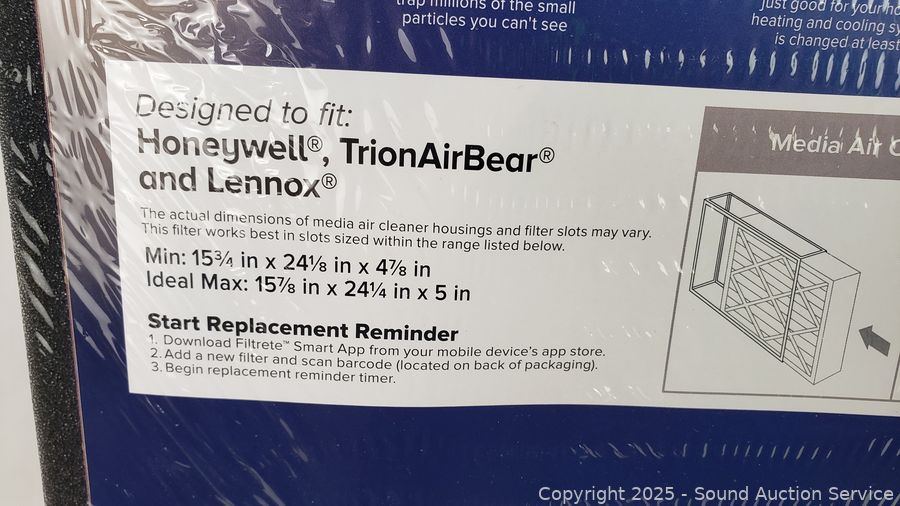 trap millions of the small
particles you can't see
just good for your ho
heating and cooling sy
is changed at least
Designed to fit:
Honeywell®, TrionAirBear®
and Lennox®
The actual dimensions of media air cleaner housings and filter slots may vary.
This filter works best in slots sized within the range listed below.
Min: 15¾ in x 24⅛ in x 4⅞ in
Ideal Max: 15⅞ in x 24¼ in x 5 in
Start Replacement Reminder
1. Download Filtrete™ Smart App from your mobile device's app store.
2. Add a new filter and scan barcode (located on back of packaging).
3. Begin replacement reminder timer.
Media Air C
Copyright 2025 - Sound Auction Service